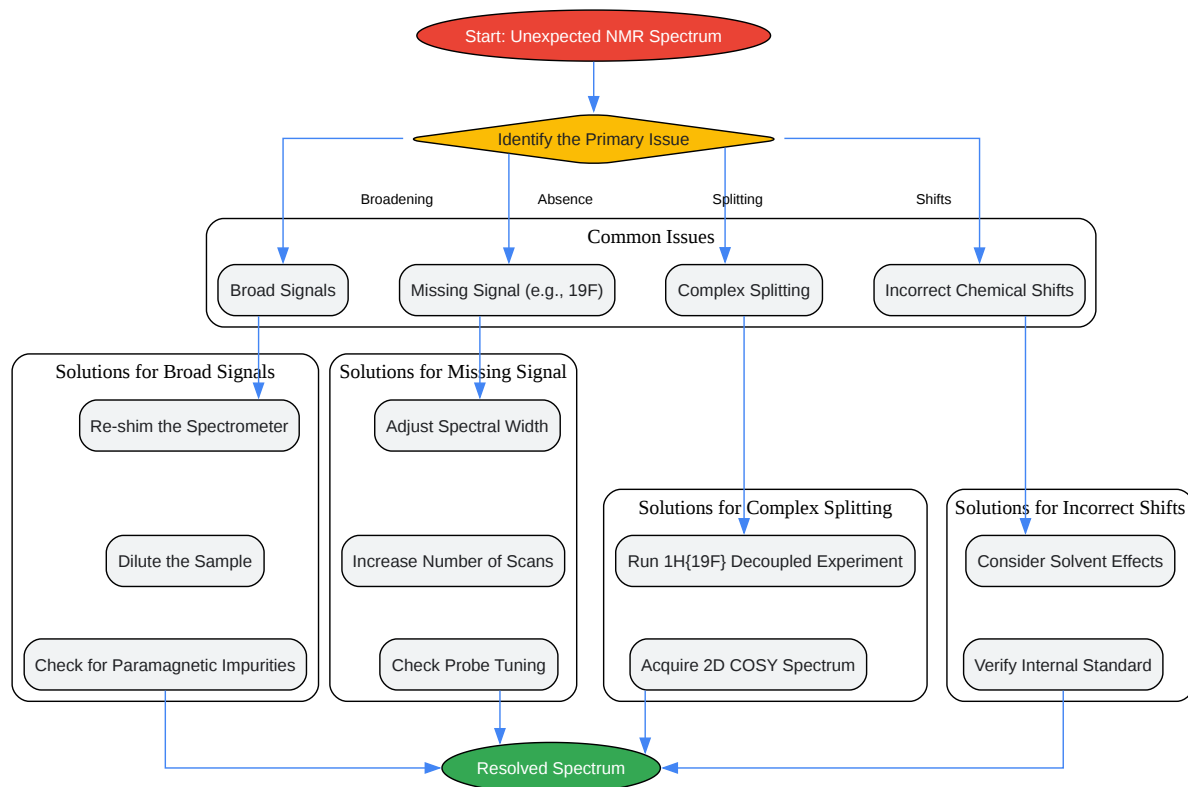 Start: Unexpected NMR Spectrum
Identify the Primary Issue
Broadening
Absence
Splitting
Shifts
Common Issues
Broad Signals
Missing Signal (e.g., 19F)
Complex Splitting
Incorrect Chemical Shifts
Solutions for Broad Signals
Re-shim the Spectrometer
Dilute the Sample
Check for Paramagnetic Impurities
Solutions for Missing Signal
Adjust Spectral Width
Increase Number of Scans
Check Probe Tuning
Solutions for Complex Splitting
Run 1H{19F} Decoupled Experiment
Acquire 2D COSY Spectrum
Solutions for Incorrect Shifts
Consider Solvent Effects
Verify Internal Standard
Resolved Spectrum